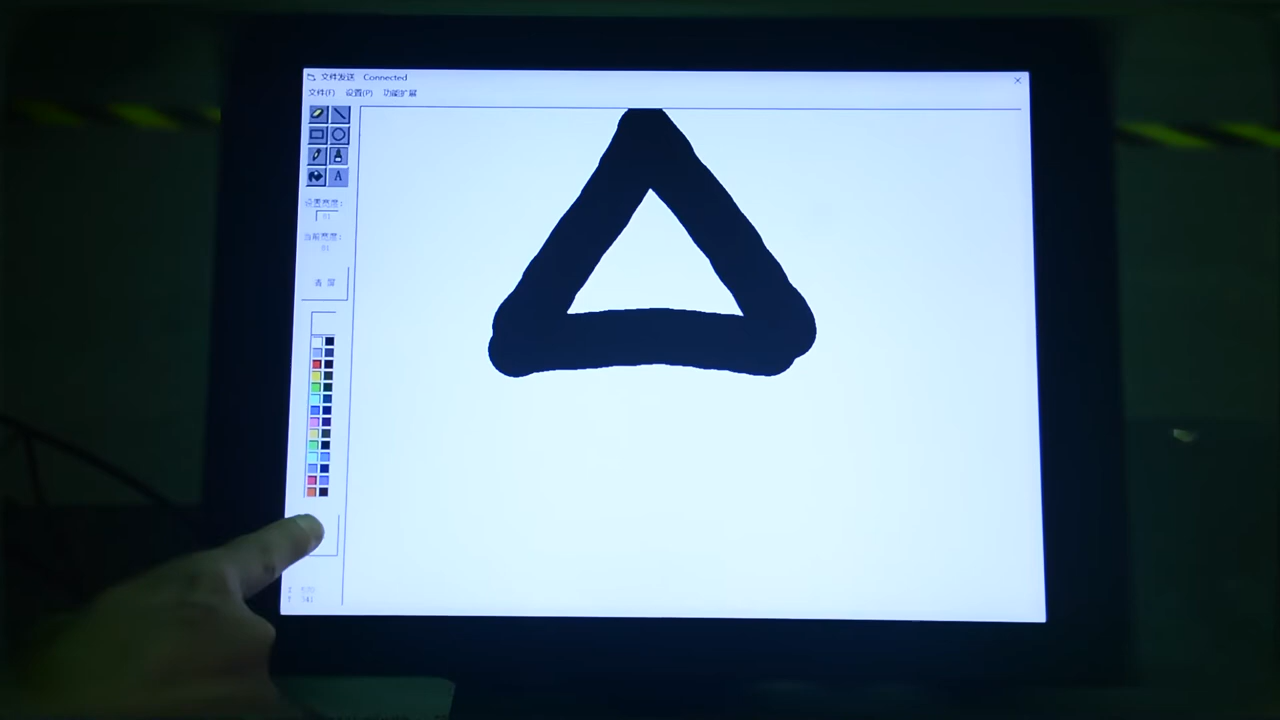 文件发送 Connected
文件(F) 设置(P) 功能扩展
A
设置宽度:
当前宽度:
清 屏